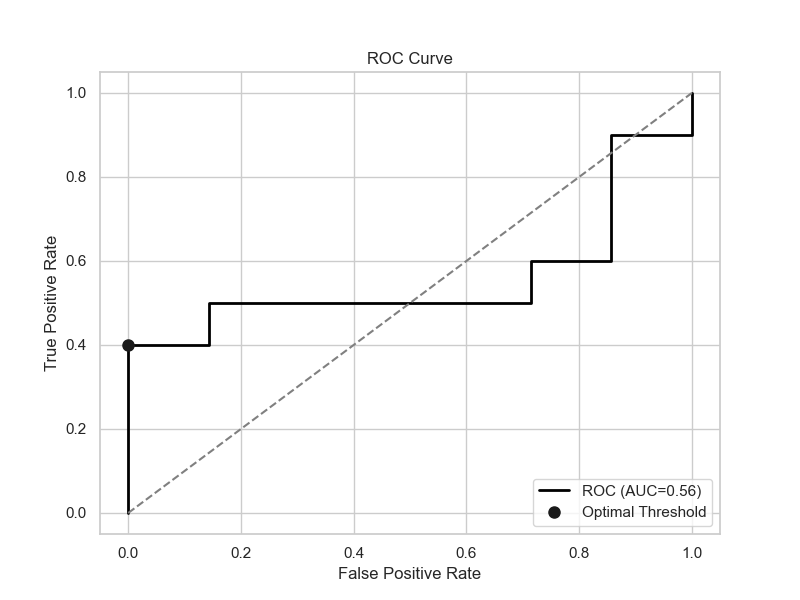 ROC Curve
1.0
0.8
0.6
0.4
0.2
0.0
True Positive Rate
0.0 0.2 0.4 0.6 0.8 1.0
False Positive Rate
ROC (AUC=0.56)
Optimal Threshold